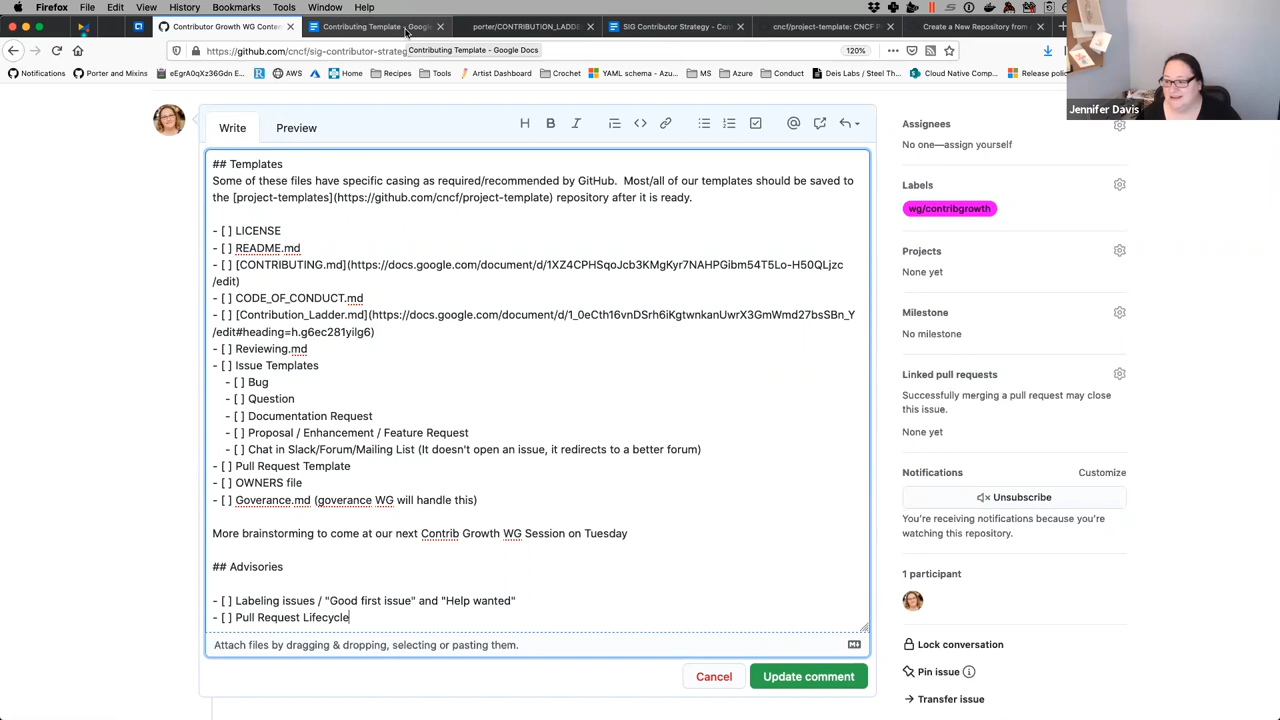 Firefox File Edit View History Bookmarks Tools Window Help
Contributor Growth WG Conten
Contributing Template - Google
porter/CONTRIBUTION_LADDE
SIG Contributor Strategy - Con
cncf/project-template: CNCF P
Create a New Repository from
https://github.com/cncf/sig-contributor-strateg
Contributing Template - Google Docs
120%
Notifications
Porter and Mixins
eEgrA0qXz36Gdn E...
AWS
Home
Recipes
Tools
Artist Dashboard
Crochet
YAML schema - Azur...
MS
Azure
Conduct
Deis Labs / Steel Th...
Cloud Native Comp...
Release polic
Jennifer Davis
Write
Preview
## Templates
Some of these files have specific casing as required/recommended by GitHub. Most/all of our templates should be saved to
the [project-templates](https://github.com/cncf/project-template) repository after it is ready.
- [ ] LICENSE
- [ ] README.md
- [ ] [CONTRIBUTING.md](https://docs.google.com/document/d/1XZ4CPHSqoJcb3KMgKyr7NAHPGibm54T5Lo-H50QLjzc
/edit)
- [ ] CODE_OF_CONDUCT.md
- [ ] [Contribution_Ladder.md](https://docs.google.com/document/d/1_0eCth16vnDSrh6iKgtwnkanUwrX3GmWmd27bsSBn_Y
/edit#heading=h.g6ec281yilg6)
- [ ] Reviewing.md
- [ ] Issue Templates
- [ ] Bug
- [ ] Question
- [ ] Documentation Request
- [ ] Proposal / Enhancement / Feature Request
- [ ] Chat in Slack/Forum/Mailing List (It doesn't open an issue, it redirects to a better forum)
- [ ] Pull Request Template
- [ ] OWNERS file
- [ ] Goverance.md (goverance WG will handle this)
More brainstorming to come at our next Contrib Growth WG Session on Tuesday
## Advisories
- [ ] Labeling issues / "Good first issue" and "Help wanted"
- [ ] Pull Request Lifecycle
Attach files by dragging & dropping, selecting or pasting them.
Cancel
Update comment
Assignees
No one—assign yourself
Labels
wg/contribgrowth
Projects
None yet
Milestone
No milestone
Linked pull requests
Successfully merging a pull request may close
this issue.
None yet
Notifications
Customize
Unsubscribe
You're receiving notifications because you're
watching this repository.
1 participant
Lock conversation
Pin issue
Transfer issue